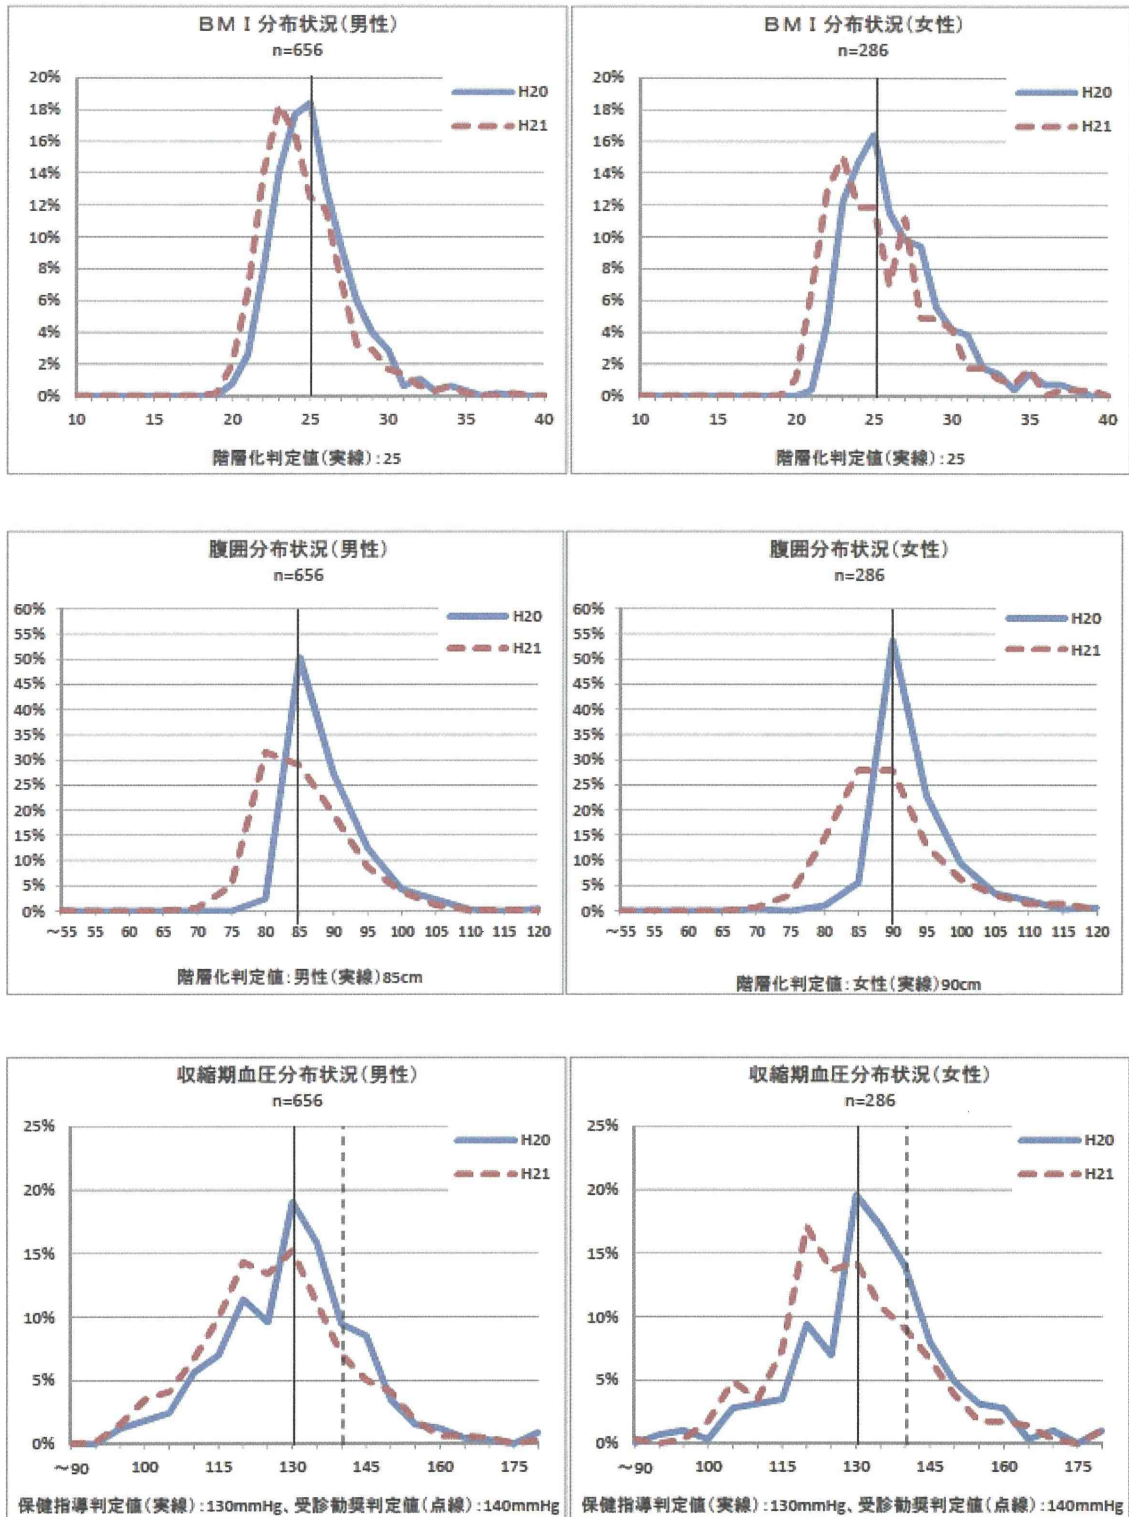 ＢＭＩ分布状況(男性)
n=656
20%
18%
16%
14%
12%
10%
8%
6%
4%
2%
0%
H20
H21
10 15 20 25 30 35 40
階層化判定値(実線):25
ＢＭＩ分布状況(女性)
n=286
20%
18%
16%
14%
12%
10%
8%
6%
4%
2%
0%
H20
H21
10 15 20 25 30 35 40
階層化判定値(実線):25
腹囲分布状況(男性)
n=656
60%
55%
50%
45%
40%
35%
30%
25%
20%
15%
10%
5%
0%
H20
H21
～55 55 60 65 70 75 80 85 90 95 100 105 110 115 120
階層化判定値:男性(実線)85cm
腹囲分布状況(女性)
n=286
60%
55%
50%
45%
40%
35%
30%
25%
20%
15%
10%
5%
0%
H20
H21
～55 55 60 65 70 75 80 85 90 95 100 105 110 115 120
階層化判定値:女性(実線)90cm
収縮期血圧分布状況(男性)
n=656
25%
20%
15%
10%
5%
0%
H20
H21
～90 100 115 130 145 160 175
保健指導判定値(実線):130mmHg、受診勧奨判定値(点線):140mmHg
収縮期血圧分布状況(女性)
n=286
25%
20%
15%
10%
5%
0%
H20
H21
～90 100 115 130 145 160 175
保健指導判定値(実線):130mmHg、受診勧奨判定値(点線):140mmHg